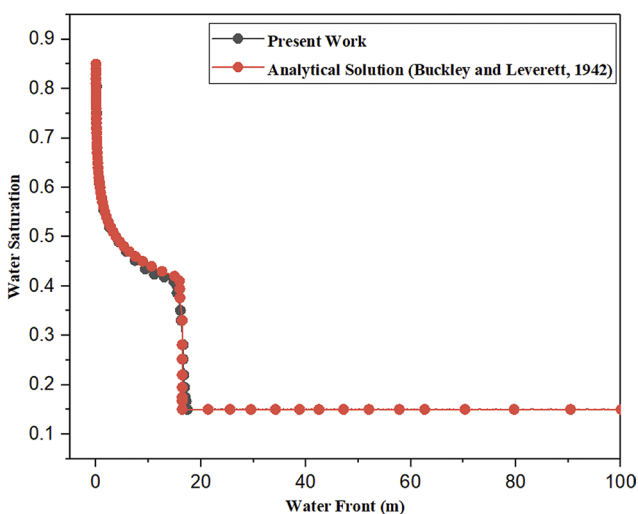 Present Work
Analytical Solution (Buckley and Leverett, 1942)
0.9
0.8
0.7
0.6
0.5
0.4
0.3
0.2
0.1
Water Saturation
0 20 40 60 80 100
Water Front (m)